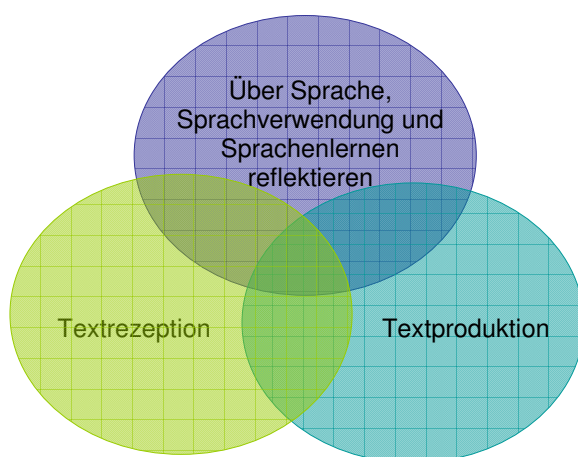 Über Sprache,
Sprachverwendung und
Sprachenlernen
reflektieren
Textrezeption
Textproduktion